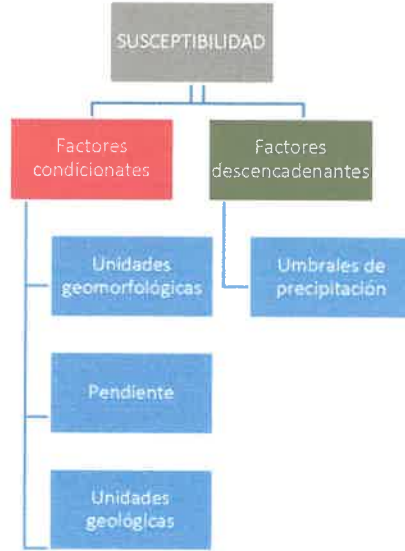 SUSCEPTIBILIDAD
Factores
condicionates
Factores
descencadenantes
Unidades
geomorfológicas
Umbrales de
precipitación
Pendiente
Unidades
geológicas